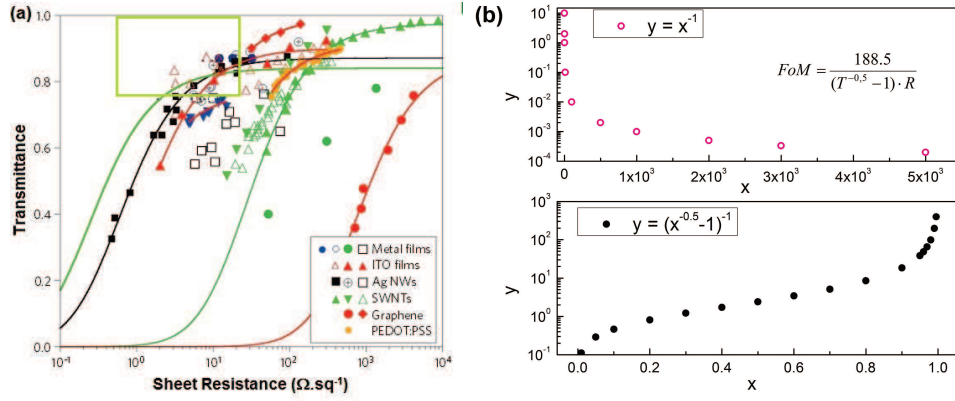 (a)
Transmittance
1.0
0.8
0.6
0.4
0.2
0.0
10⁻¹ 10⁰ 10¹ 10² 10³ 10⁴
Sheet Resistance (Ω.sq⁻¹)
Metal films
ITO films
Ag NWs
SWNTs
Graphene
PEDOT:PSS
(b)
y
10¹
10⁰
10⁻¹
10⁻²
10⁻³
10⁻⁴
y = x⁻¹
FoM = 188.5 / (T⁻⁰·⁵ –1)· R
0 1x10³ 2x10³ 3x10³ 4x10³ 5x10³
x
y
10³
10²
10¹
10⁰
10⁻¹
y = (x⁻⁰·⁵-1)⁻¹
0.0 0.2 0.4 0.6 0.8 1.0
x